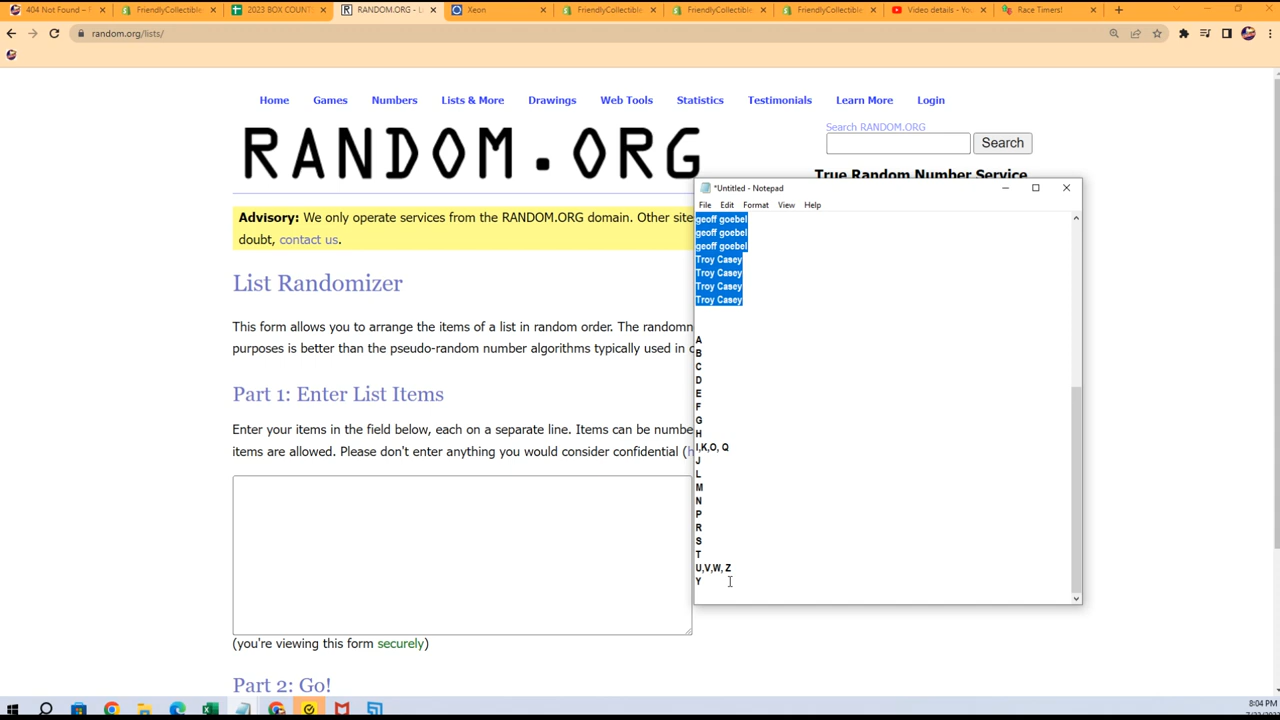 404 Not Found - F
FriendlyCollectible
2023 BOX COUNT
RANDOM.ORG - L
Xeon
FriendlyCollectible
FriendlyCollectible
FriendlyCollectible
Video details - You
Race Timers!
random.org/lists/
Home Games Numbers Lists & More Drawings Web Tools Statistics Testimonials Learn More Login
RANDOM.ORG
Search RANDOM.ORG
Search
True Random Number Service
Advisory: We only operate services from the RANDOM.ORG domain. Other site
doubt, contact us.
List Randomizer
This form allows you to arrange the items of a list in random order. The randomn
purposes is better than the pseudo-random number algorithms typically used in c
Part 1: Enter List Items
Enter your items in the field below, each on a separate line. Items can be numbe
items are allowed. Please don't enter anything you would consider confidential (h
(you're viewing this form securely)
Part 2: Go!
*Untitled - Notepad
File Edit Format View Help
geoff goebel
geoff goebel
geoff goebel
Troy Casey
Troy Casey
Troy Casey
Troy Casey
A
B
C
D
E
F
G
H
I,K,O, Q
J
L
M
N
P
R
S
T
U,V,W, Z
Y
8:04 PM